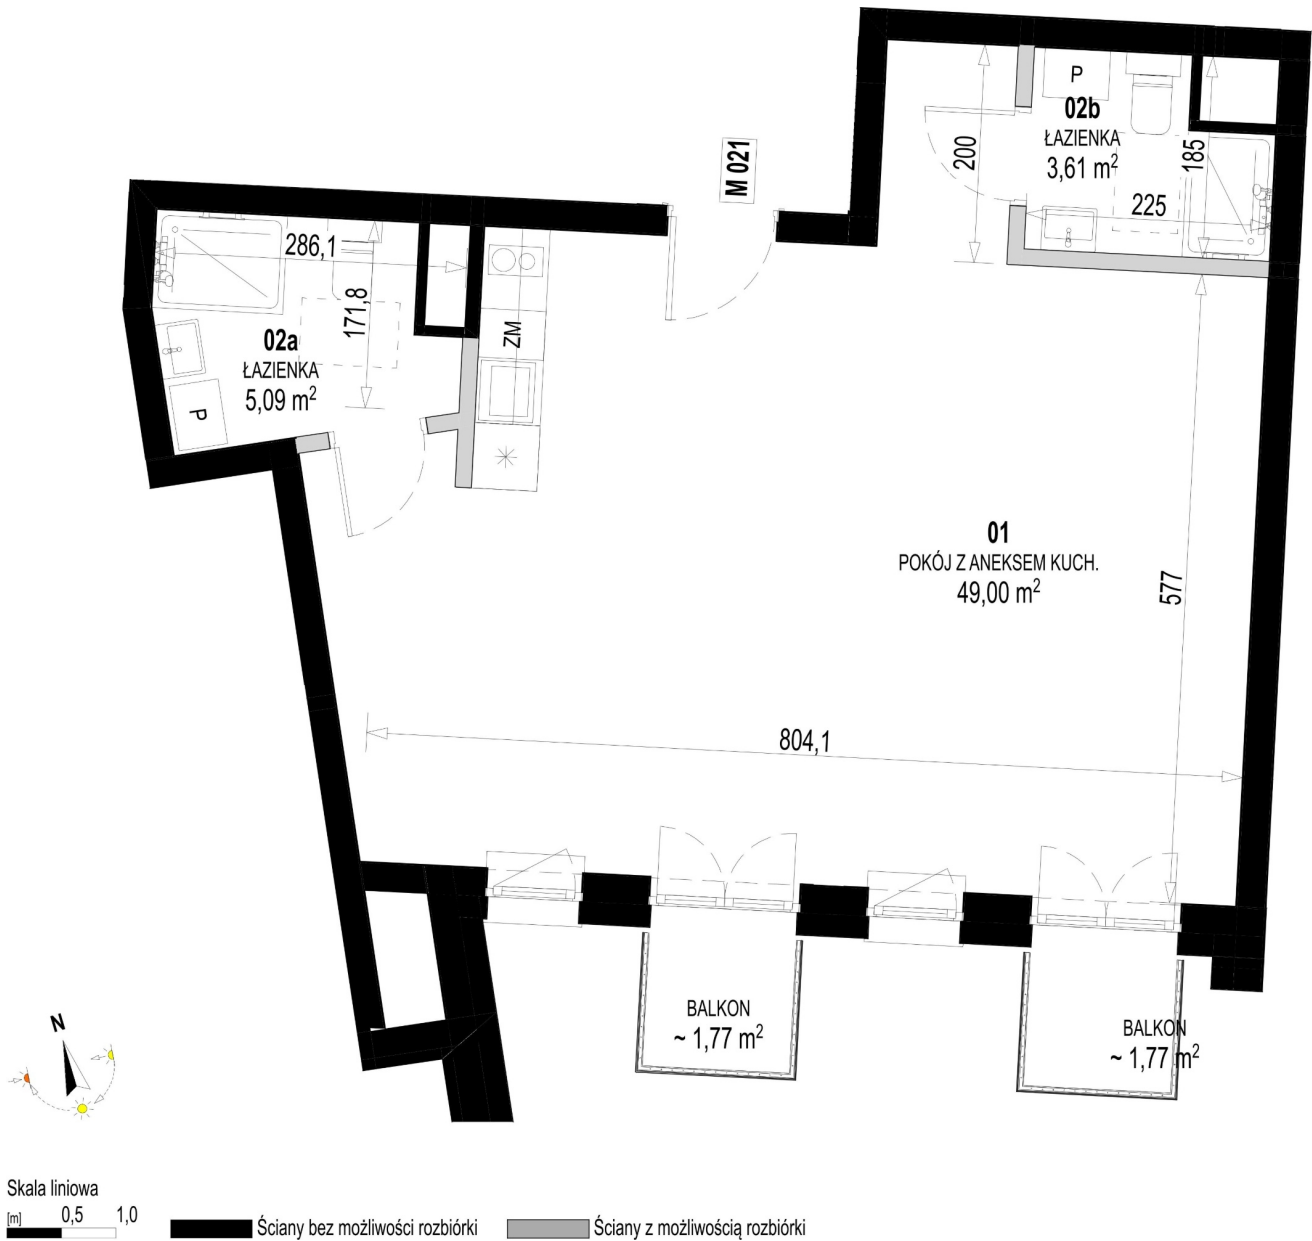 P
02b
ŁAZIENKA
3,61 m²
200
185
225
M 021
286,1
171,8
ZM
02a
ŁAZIENKA
5,09 m²
P
01
POKÓJ Z ANEKSEM KUCH.
49,00 m²
577
804,1
BALKON
~ 1,77 m²
BALKON
~ 1,77 m²
N
Skala liniowa
[m] 0,5 1,0
Ściany bez możliwości rozbiórki
Ściany z możliwością rozbiórki